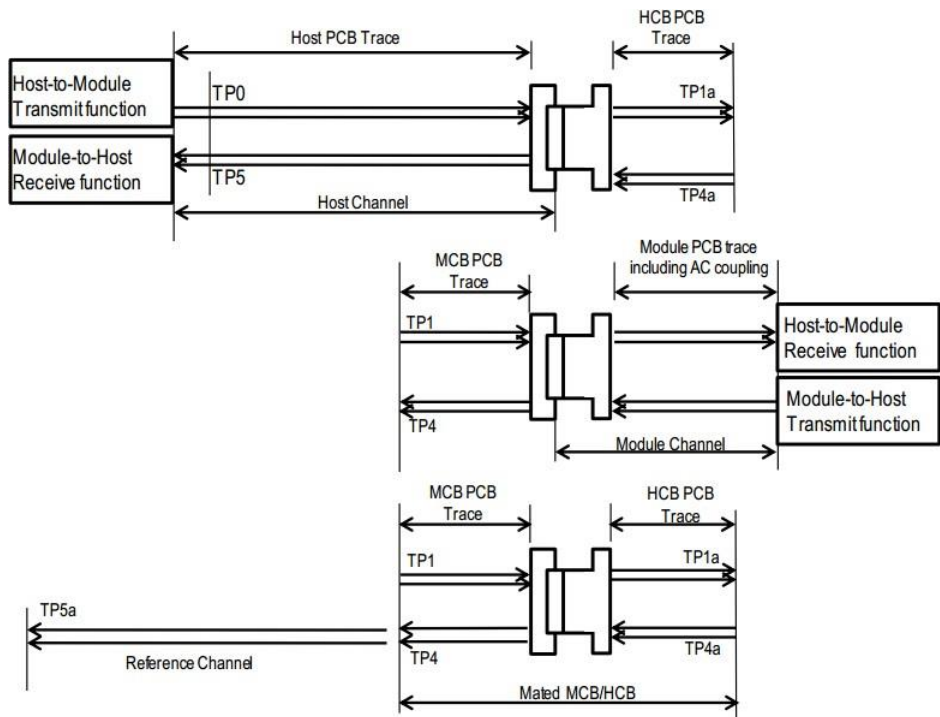 HCB PCB
Trace
Host PCB Trace
Host-to-Module
Transmit function
TP0
TP1a
Module-to-Host
Receive function
TP5
TP4a
Host Channel
MCB PCB
Trace
Module PCB trace
including AC coupling
TP1
Host-to-Module
Receive function
TP4
Module-to-Host
Transmit function
Module Channel
MCB PCB
Trace
HCB PCB
Trace
TP1
TP1a
TP5a
TP4
TP4a
Reference Channel
Mated MCB/HCB